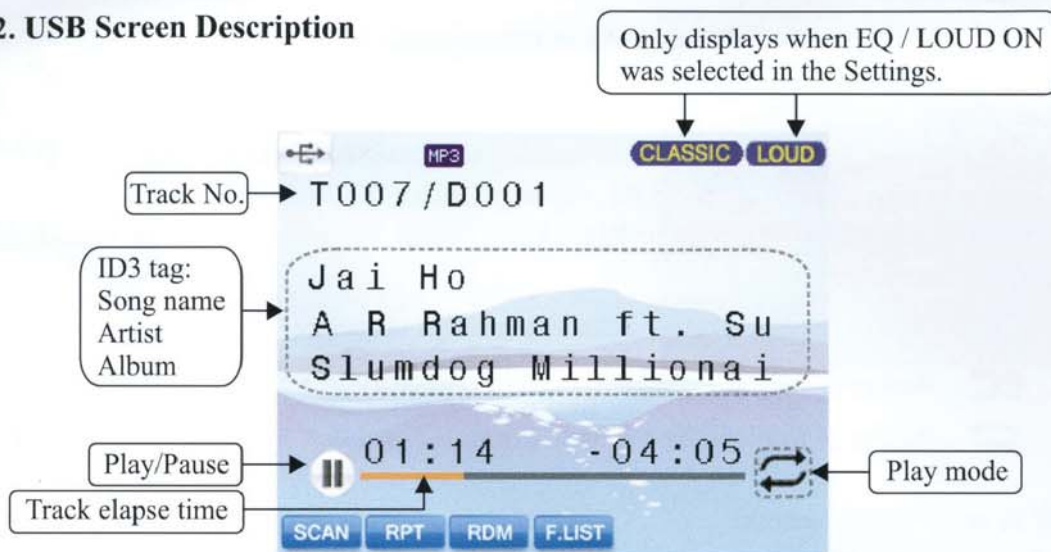 2. USB Screen Description
Only displays when EQ / LOUD ON
was selected in the Settings.
MP3
CLASSIC
LOUD
Track No.
T007/D001
ID3 tag:
Song name
Artist
Album
Jai Ho
A R Rahman ft. Su
Slumdog Millionai
Play/Pause
01:14
-04:05
Play mode
Track elapse time
SCAN
RPT
RDM
F.LIST